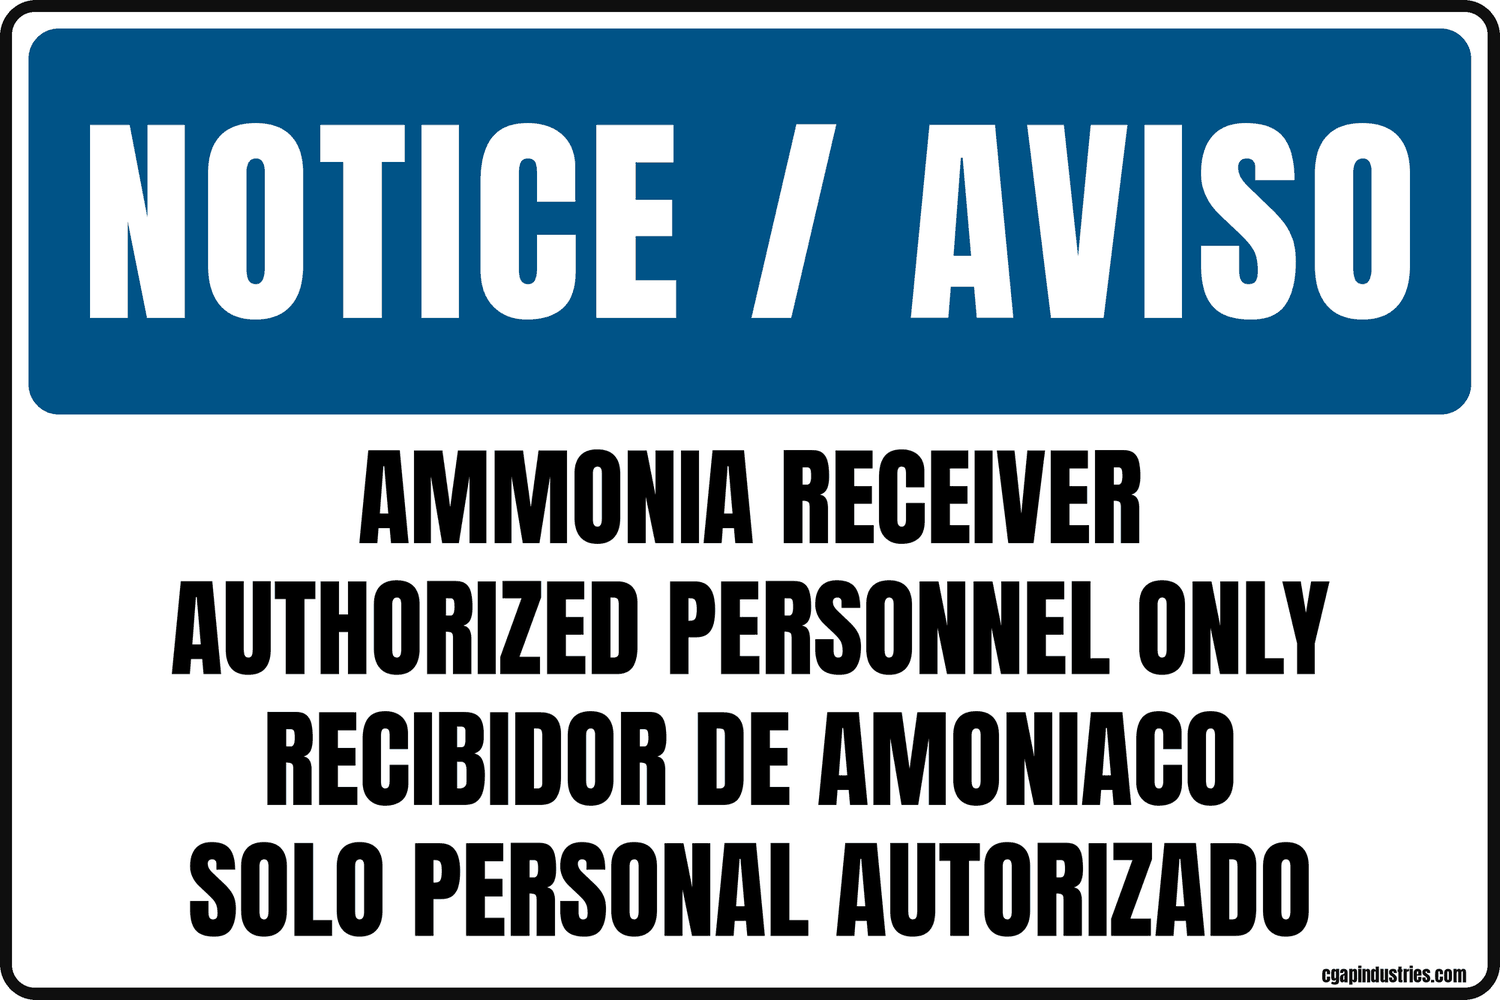 NOTICE / AVISO
AMMONIA RECEIVER
AUTHORIZED PERSONNEL ONLY
RECIBIDOR DE AMONIACO
SOLO PERSONAL AUTORIZADO
cgapindustries.com